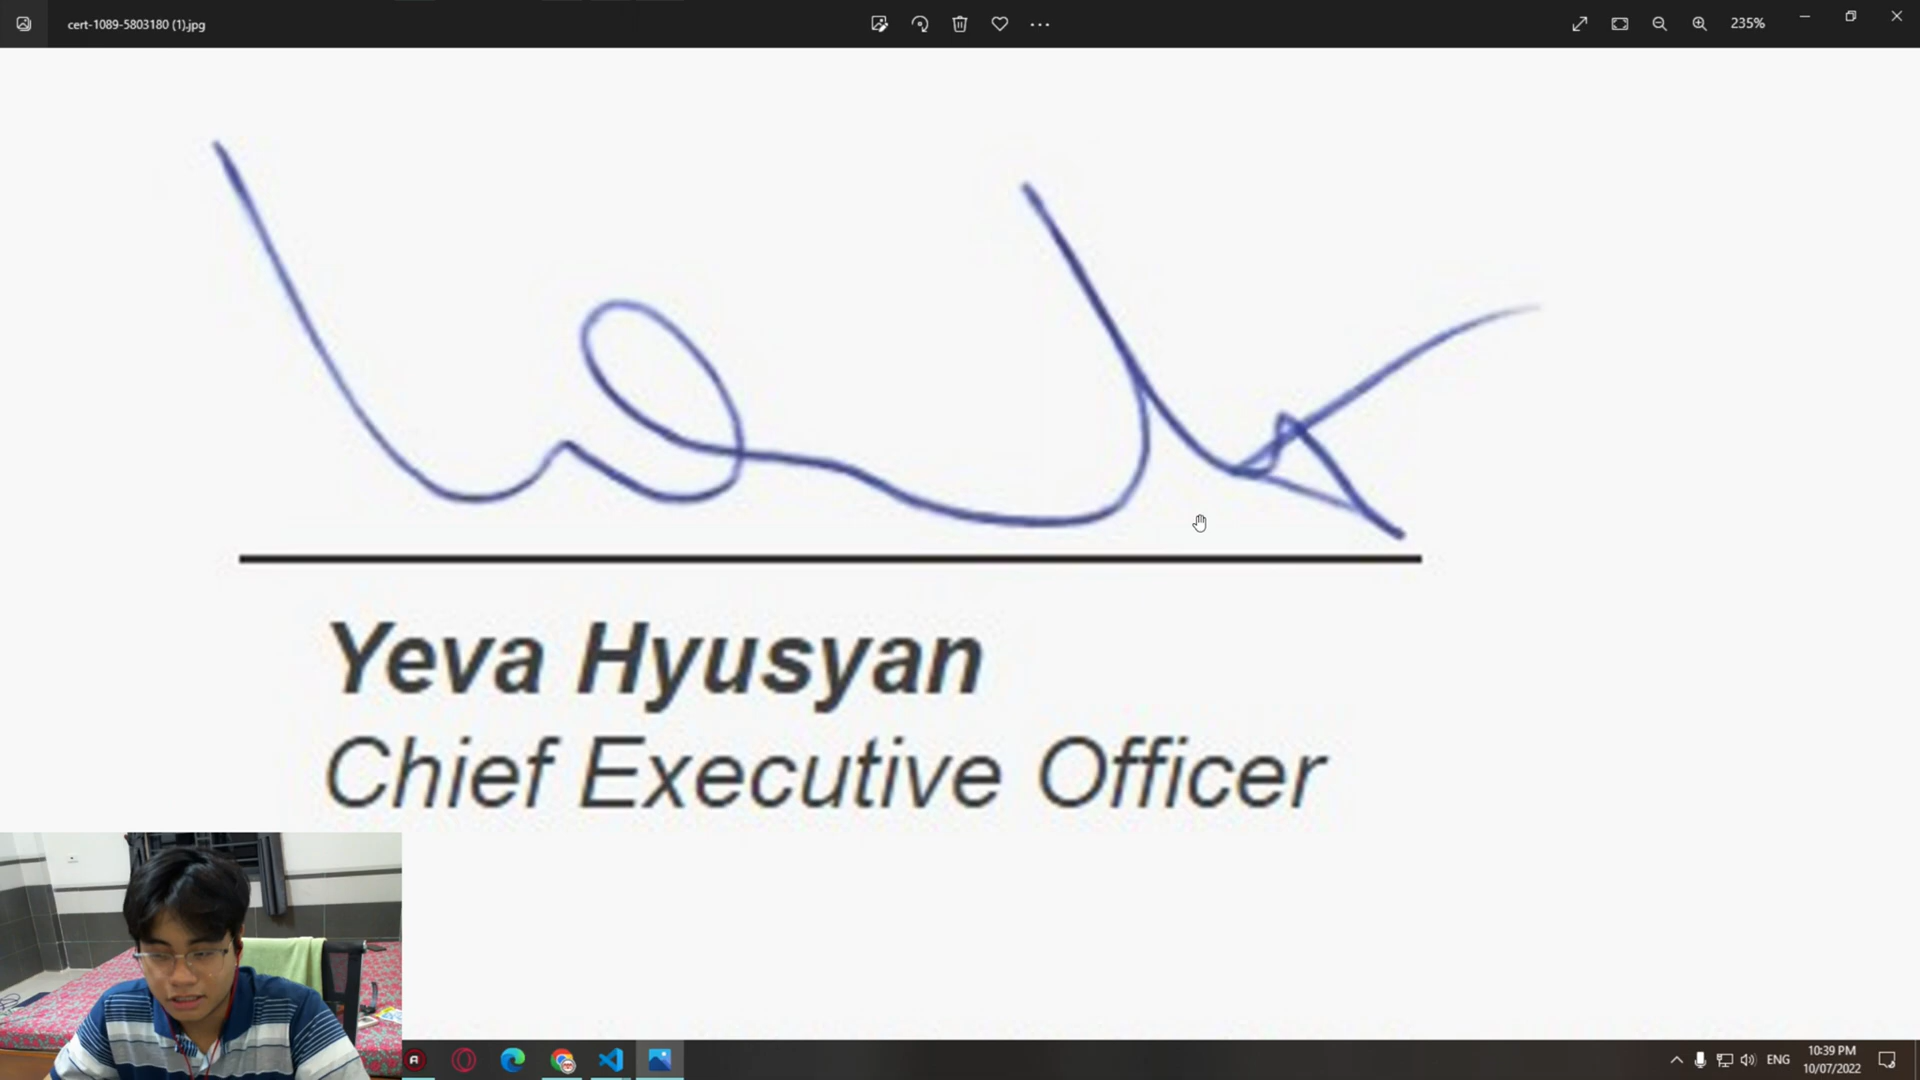 cert-1089-5803180 (1).jpg
235%
Yeva Hyusyan
Chief Executive Officer
ENG
10:39 PM
10/07/2022